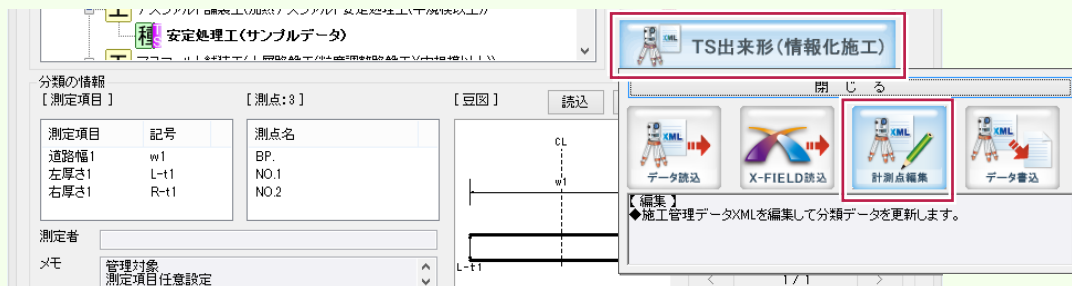 種 安定処理工(サンプルデータ)
TS出来形(情報化施工)
分類の情報
[ 測定項目 ]
[ 測点:3 ]
[ 豆図 ]
読込
測定項目 記号
道路幅1 w1
左厚さ1 L-t1
右厚さ1 R-t1
測点名
BP.
NO.1
NO.2
CL
w1
L-t1
測定者
メモ
管理対象
測定項目任意設定
閉じる
XML
データ読込
X-FIELD読込
XML
計測点編集
XML
データ書込
【 編集 】
◆施工管理データXMLを編集して分類データを更新します。
1 / 1